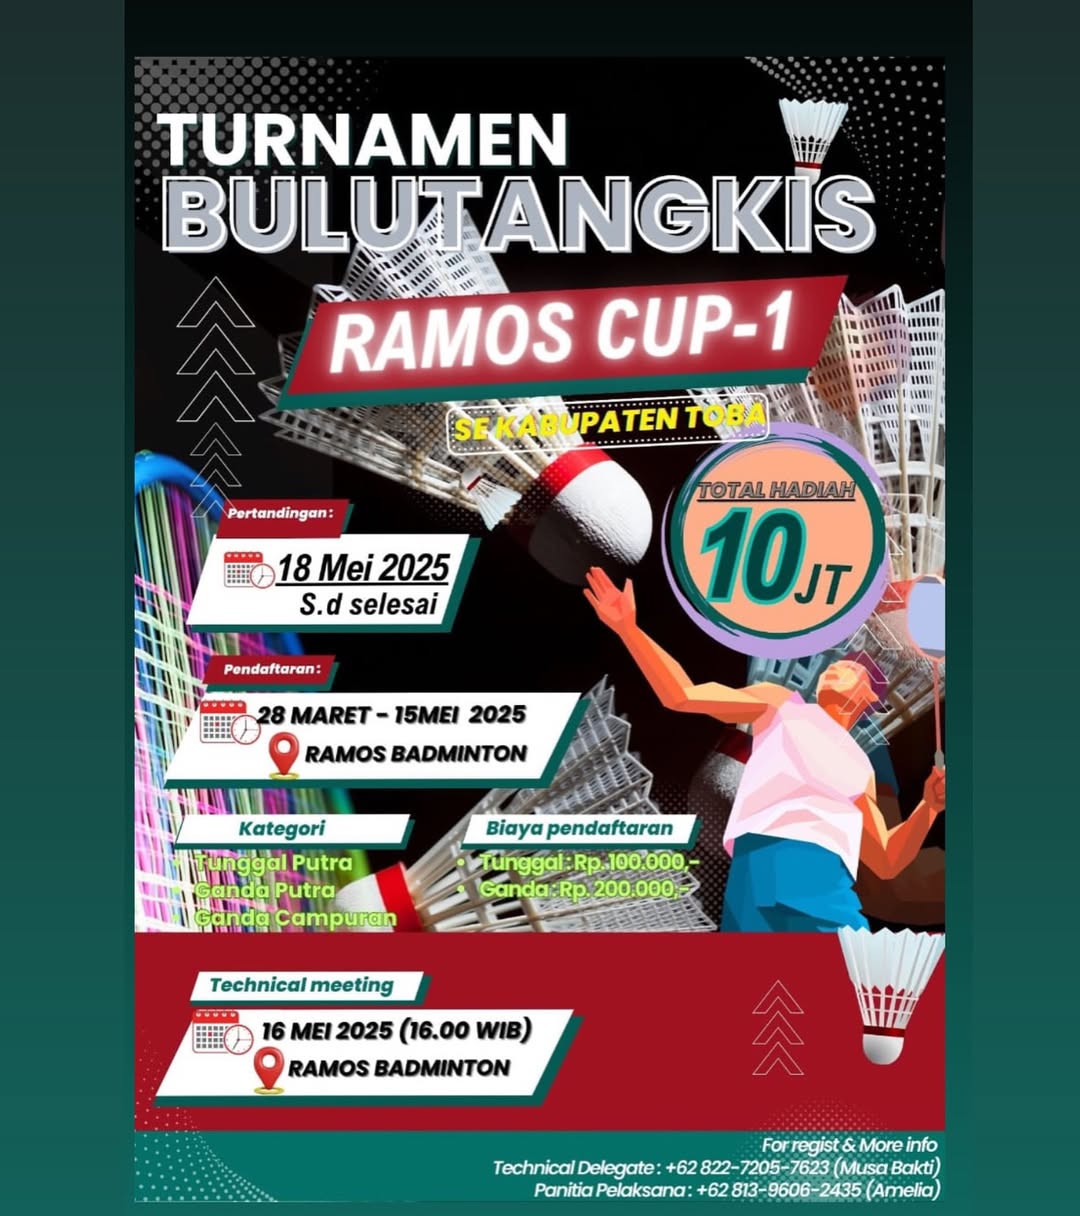 TURNAMEN
BULUTANGKIS
RAMOS CUP-1
SE KABUPATEN TOBA
TOTAL HADIAH
10 JT
Pertandingan :
18 Mei 2025
S.d selesai
Pendaftaran :
28 MARET - 15MEI 2025
RAMOS BADMINTON
Kategori
• Tunggal Putra
• Ganda Putra
• Ganda Campuran
Biaya pendaftaran
• Tunggal : Rp. 100.000,-
• Ganda : Rp. 200.000,-
Technical meeting
16 MEI 2025 (16.00 WIB)
RAMOS BADMINTON
For regist & More info
Technical Delegate : +62 822-7205-7623 (Musa Bakti)
Panitia Pelaksana : +62 813-9606-2435 (Amelia)